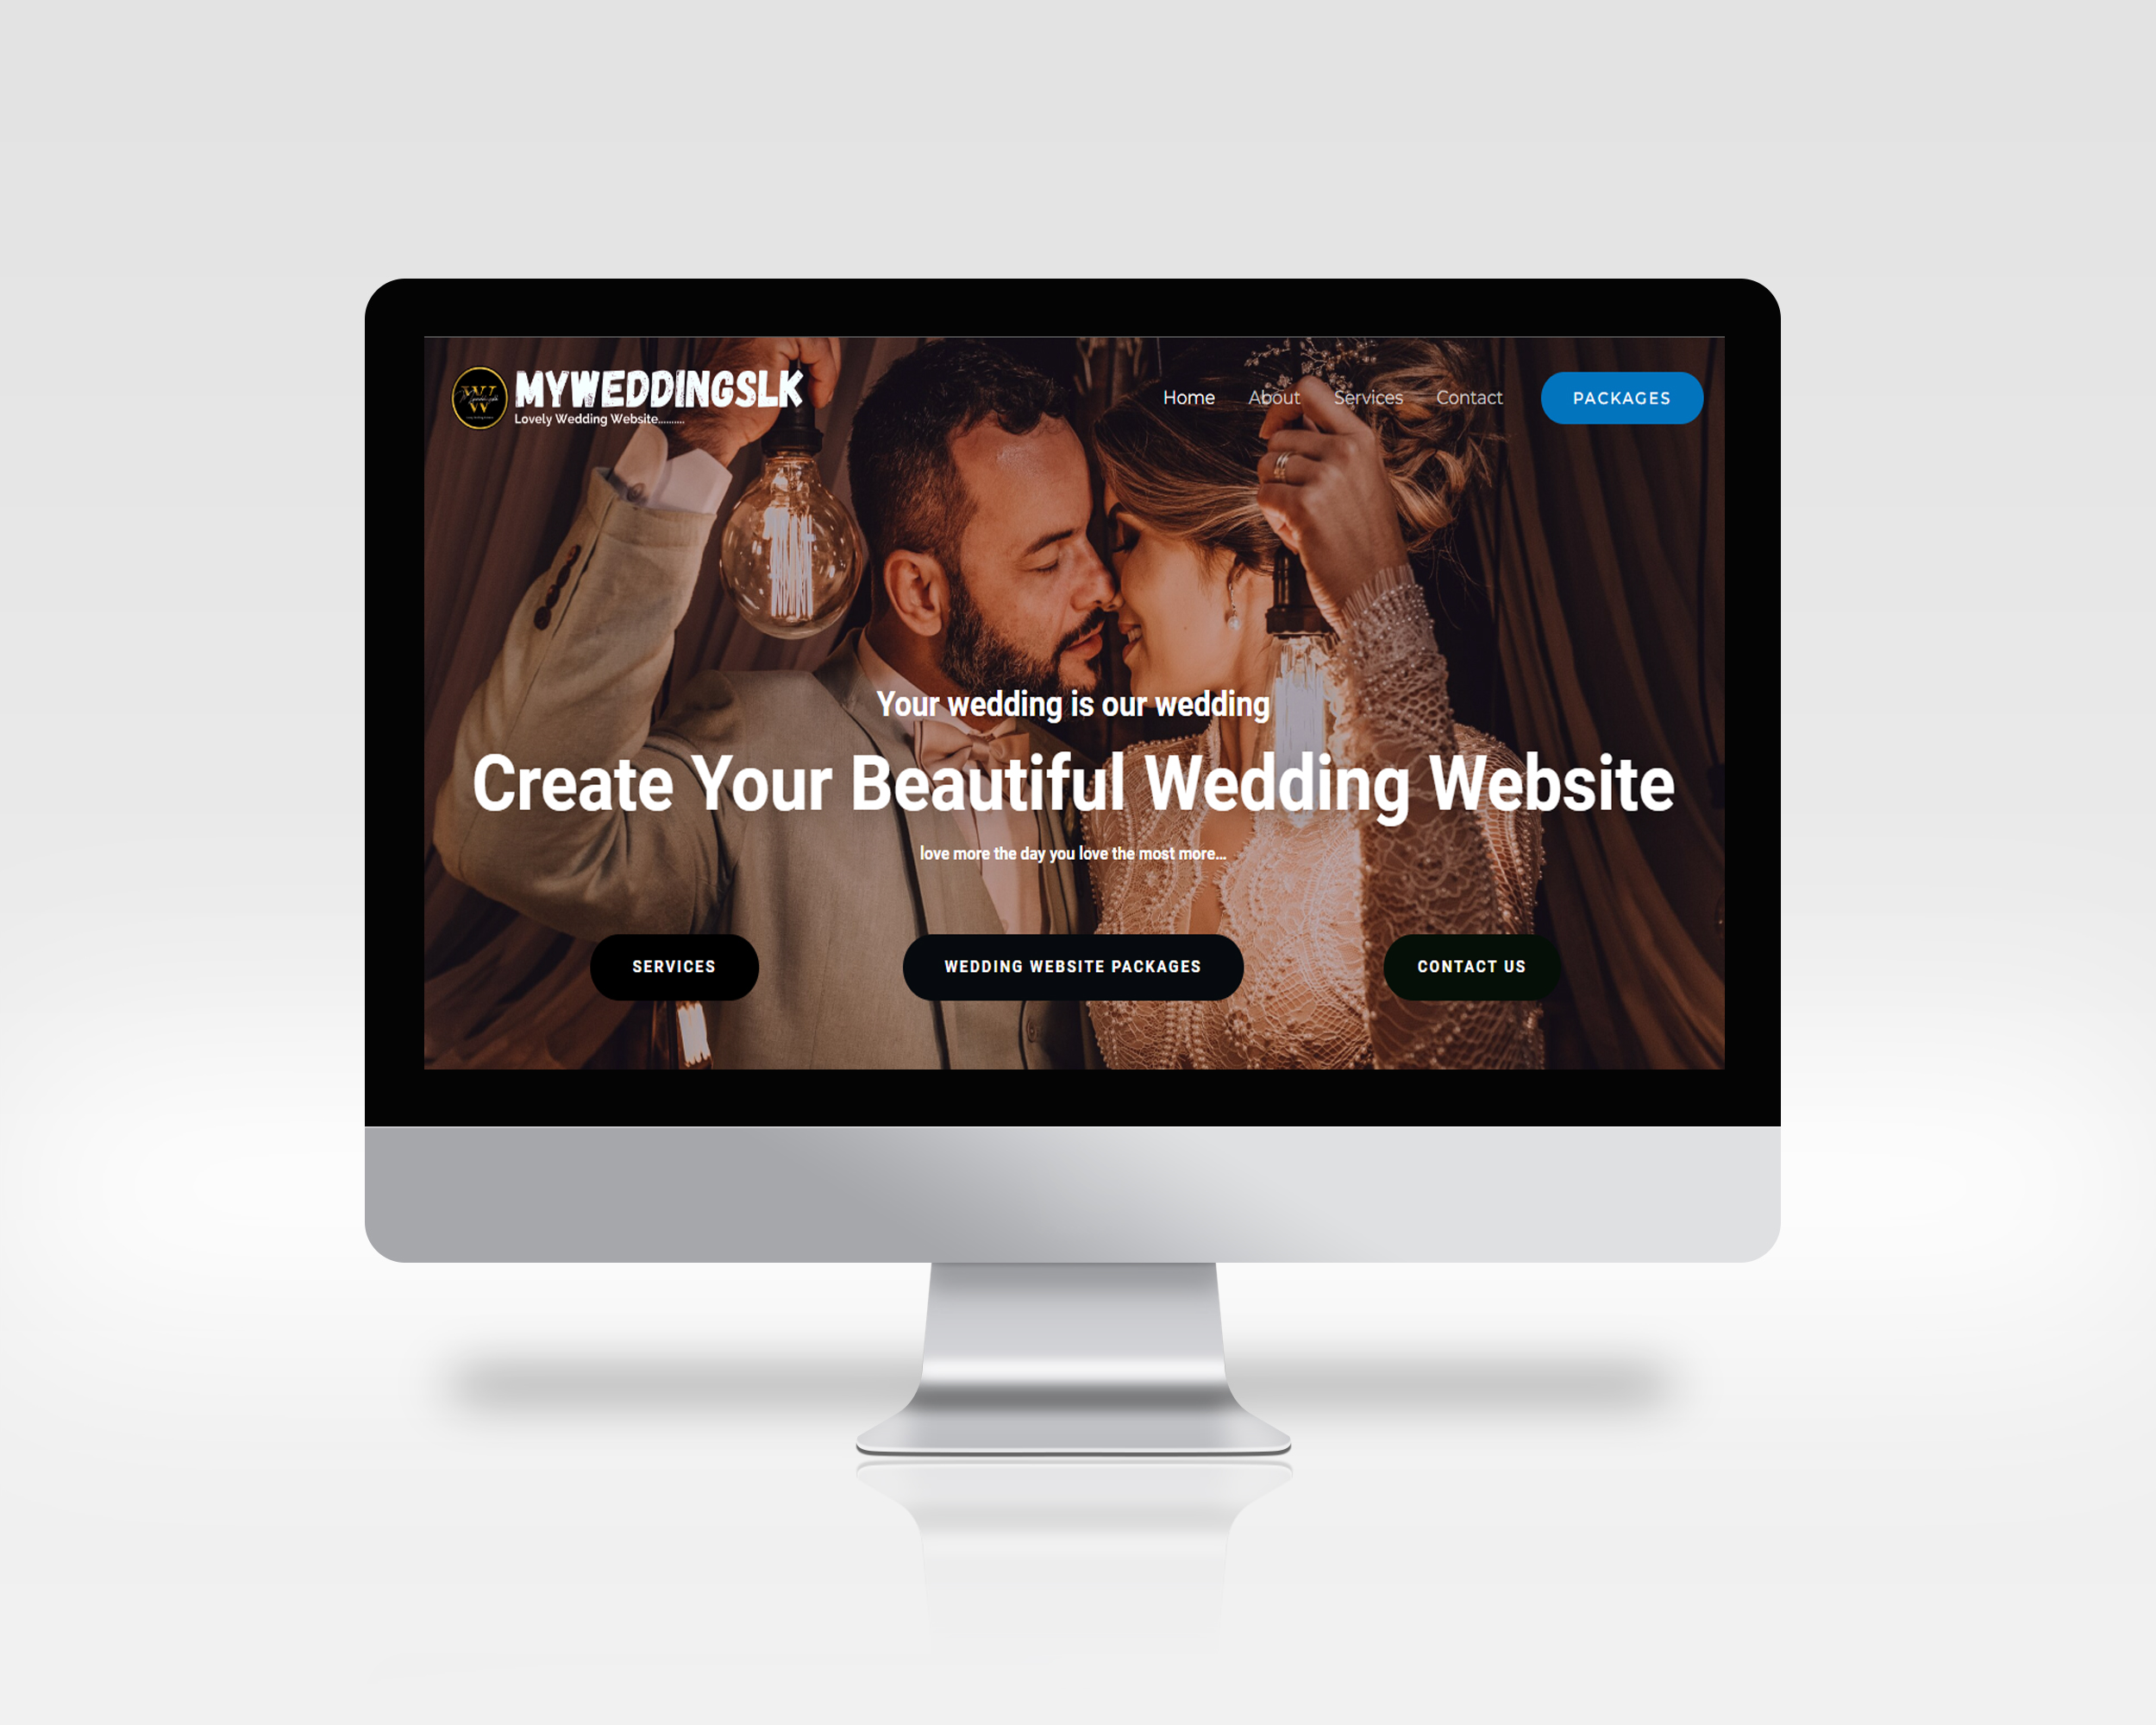 MYWEDDINGSLK
Lovely Wedding Website..........
Home About Services Contact PACKAGES
Your wedding is our wedding
Create Your Beautiful Wedding Website
love more the day you love the most more...
SERVICES WEDDING WEBSITE PACKAGES CONTACT US